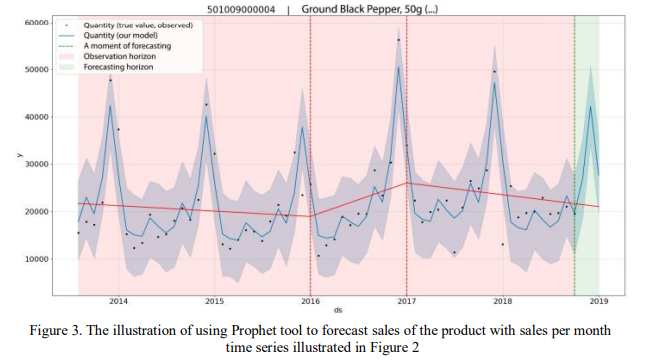 501009000004 | Ground Black Pepper, 50g (...)
Quantity (true value, observed)
Quantity (our model)
A moment of forecasting
Observation horizon
Forecasting horizon
60000
50000
40000
30000
20000
10000
y
2014 2015 2016 2017 2018 2019
ds
Figure 3. The illustration of using Prophet tool to forecast sales of the product with sales per month
time series illustrated in Figure 2